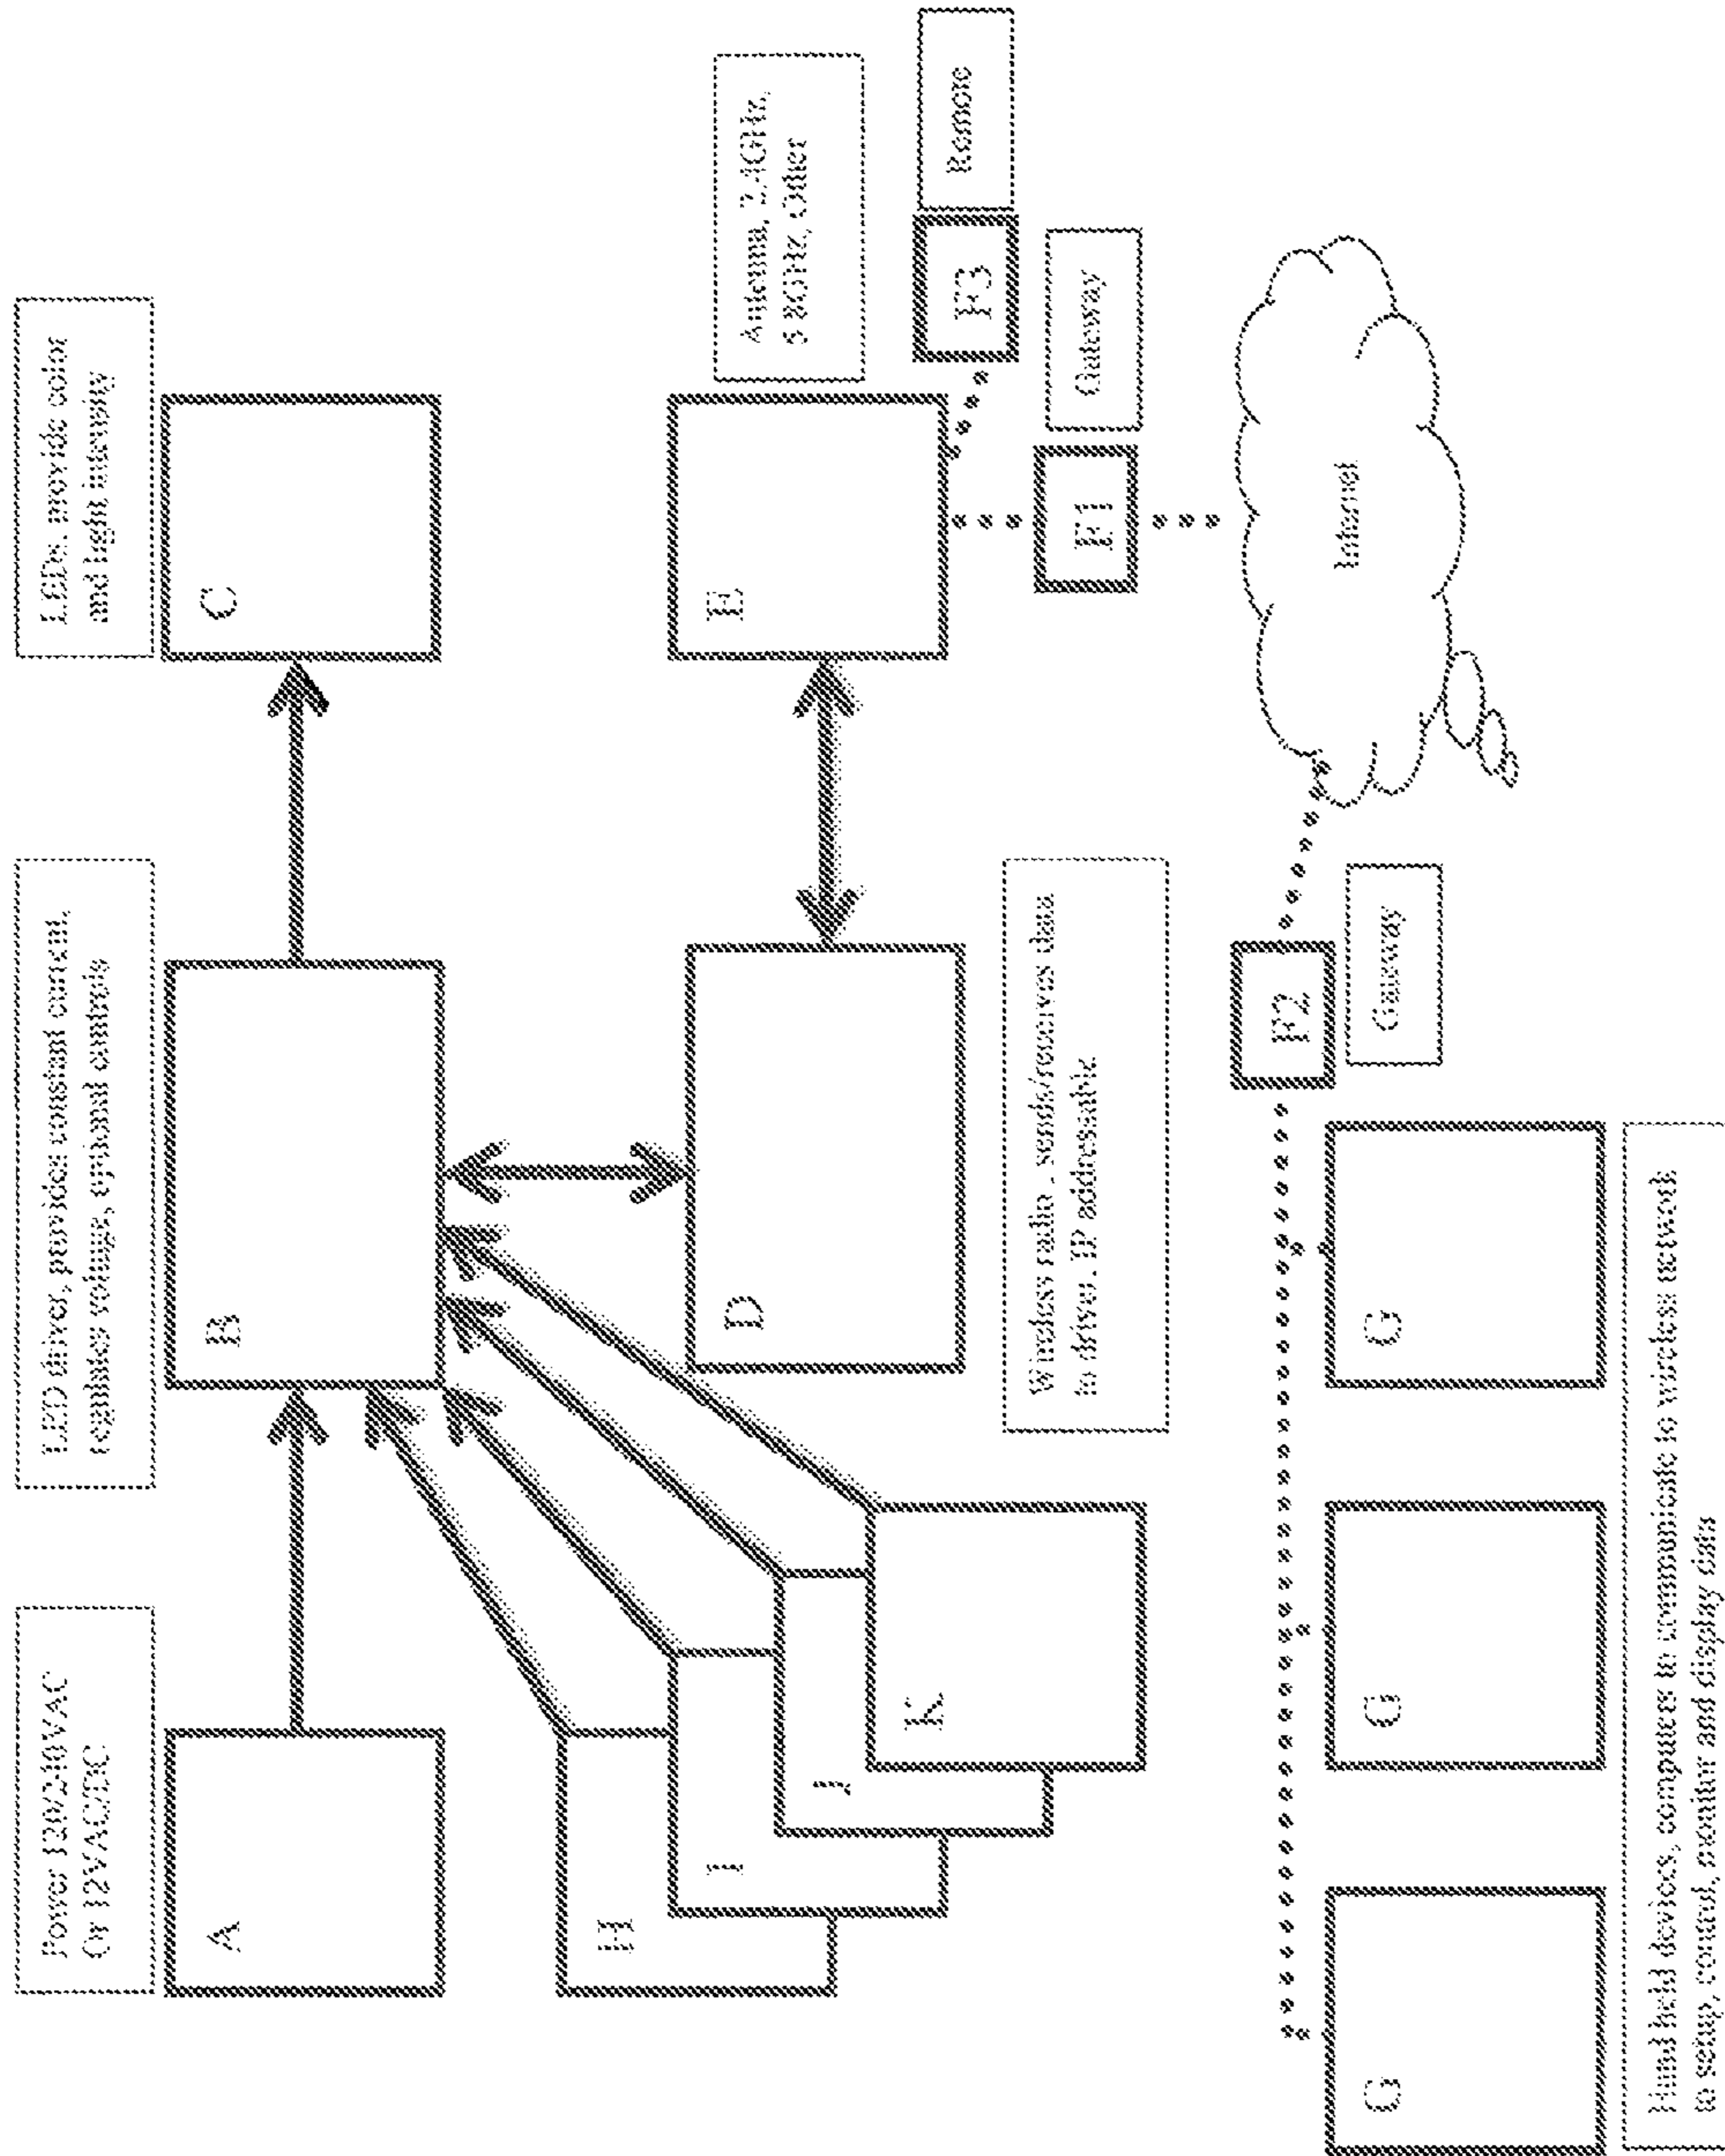 Power 120/240VAC
Or 12VAC/DC
A
LED driver, provides constant current,
regulates voltage, optional controls
B
LEDs, provide color
and light intensity
C
H
I
J
K
D
Wireless radio, sends/receives data
to driver, IP addressable
E
Antenna, 2.4GHz,
5.8GHz, Other
F3
Remote
F1
Gateway
Internet
F2
Gateway
G
G
G
Hand held devices, computers to communicate to wireless network
to setup, control, monitor and display data